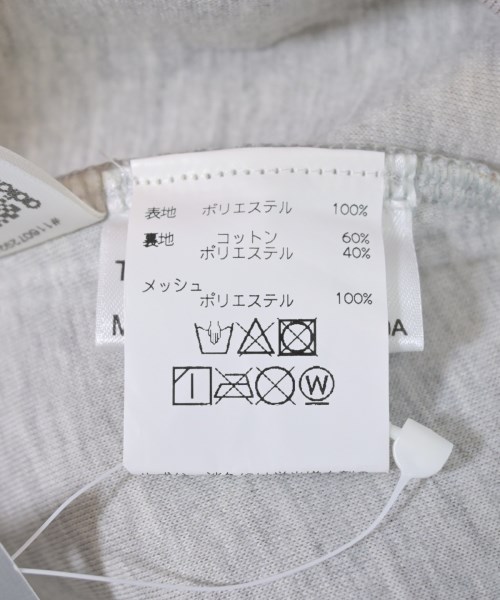 表地 ポリエステル 100%
裏地 コットン 60%
ポリエステル 40%
メッシュ
ポリエステル 100%
W